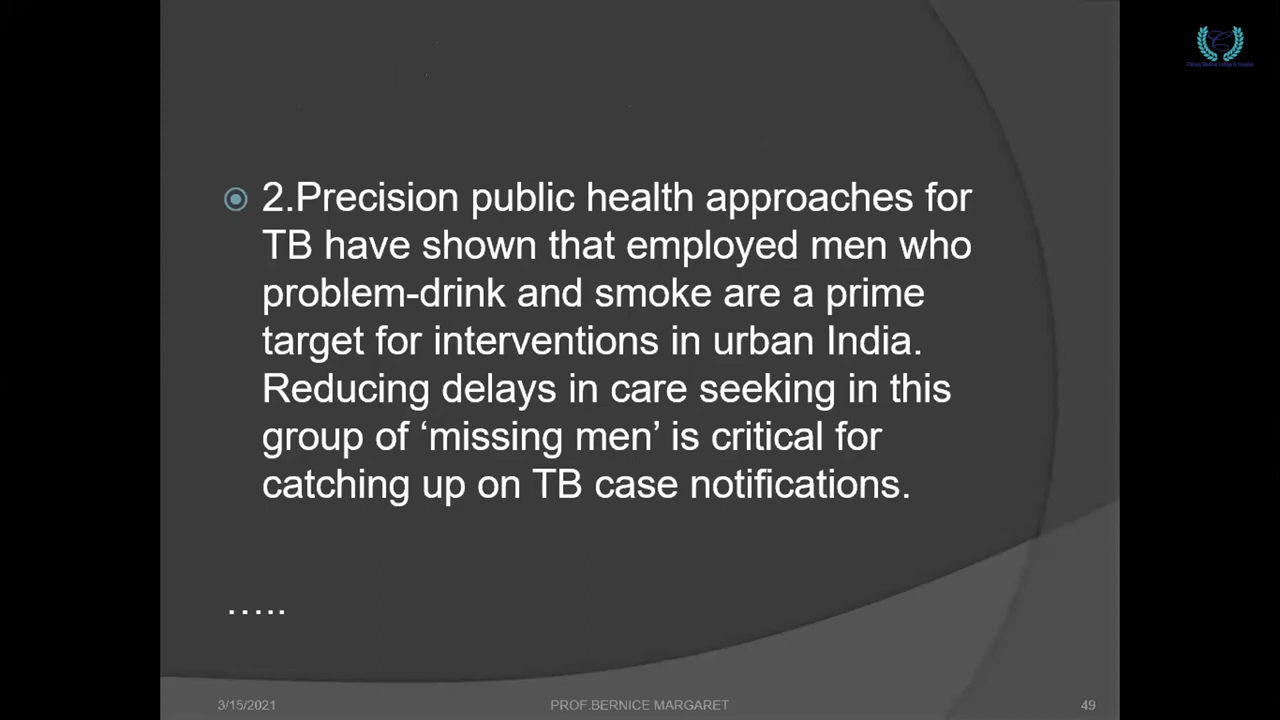 2.Precision public health approaches for
TB have shown that employed men who
problem-drink and smoke are a prime
target for interventions in urban India.
Reducing delays in care seeking in this
group of ‘missing men’ is critical for
catching up on TB case notifications.
…..
3/15/2021
PROF.BERNICE MARGARET
49